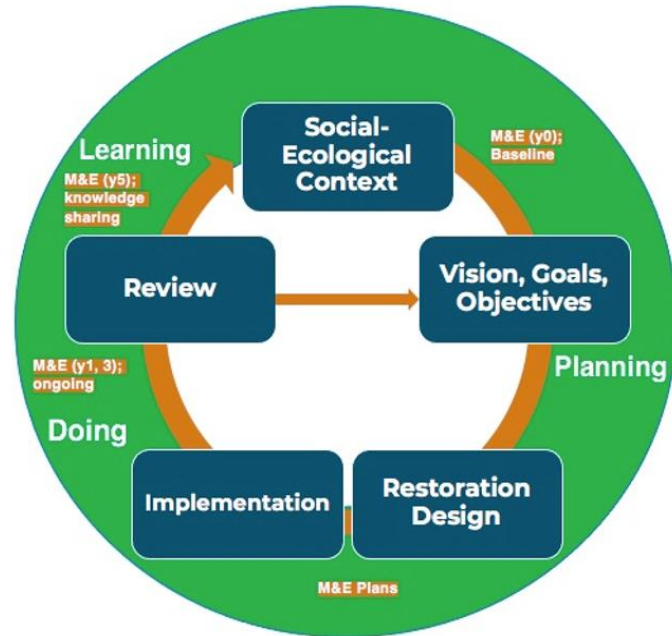 Social-
Ecological
Context
M&E (y0);
Baseline
Learning
M&E (y5);
knowledge
sharing
Review
Vision, Goals,
Objectives
M&E (y1, 3);
ongoing
Planning
Doing
Implementation
Restoration
Design
M&E Plans